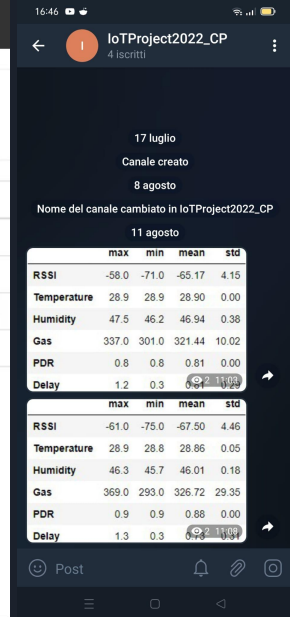 16:46
IoTProject2022_CP
I
4 iscritti
17 luglio
Canale creato
8 agosto
Nome del canale cambiato in IoTProject2022_CP
11 agosto
max min mean std
RSSI -58.0 -71.0 -65.17 4.15
Temperature 28.9 28.9 28.90 0.00
Humidity 47.5 46.2 46.94 0.38
Gas 337.0 301.0 321.44 10.02
PDR 0.8 0.8 0.81 0.00
Delay 1.2 0.3
2 11:03
max min mean std
RSSI -61.0 -75.0 -67.50 4.46
Temperature 28.9 28.8 28.86 0.05
Humidity 46.3 45.7 46.01 0.18
Gas 369.0 293.0 326.72 29.35
PDR 0.9 0.9 0.88 0.00
Delay 1.3 0.3
2 11:08
Post